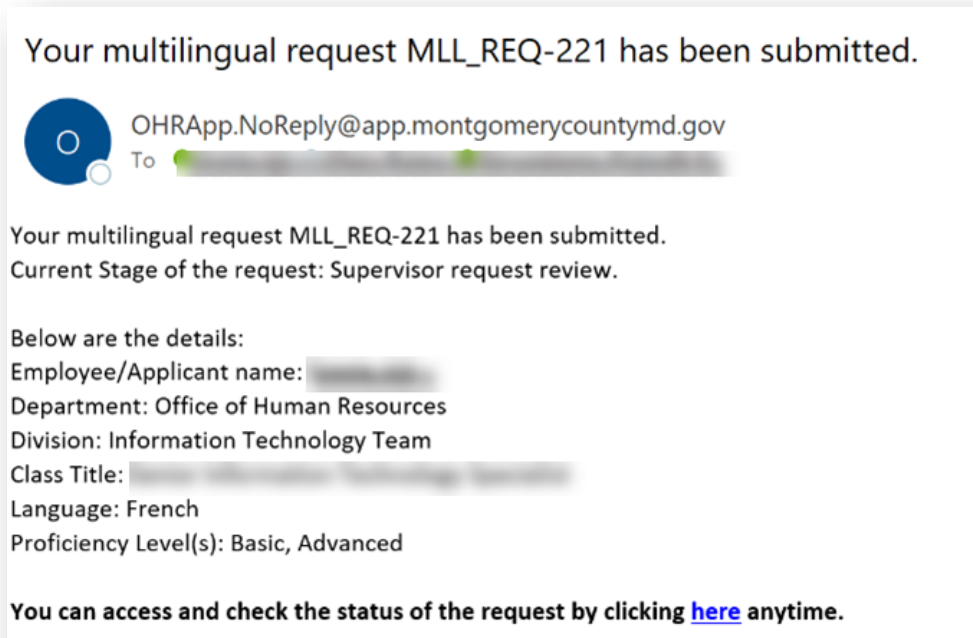 Your multilingual request MLL_REQ-221 has been submitted.
O
OHRApp.NoReply@app.montgomerycountymd.gov
To
Your multilingual request MLL_REQ-221 has been submitted.
Current Stage of the request: Supervisor request review.
Below are the details:
Employee/Applicant name:
Department: Office of Human Resources
Division: Information Technology Team
Class Title:
Language: French
Proficiency Level(s): Basic, Advanced
You can access and check the status of the request by clicking here anytime.